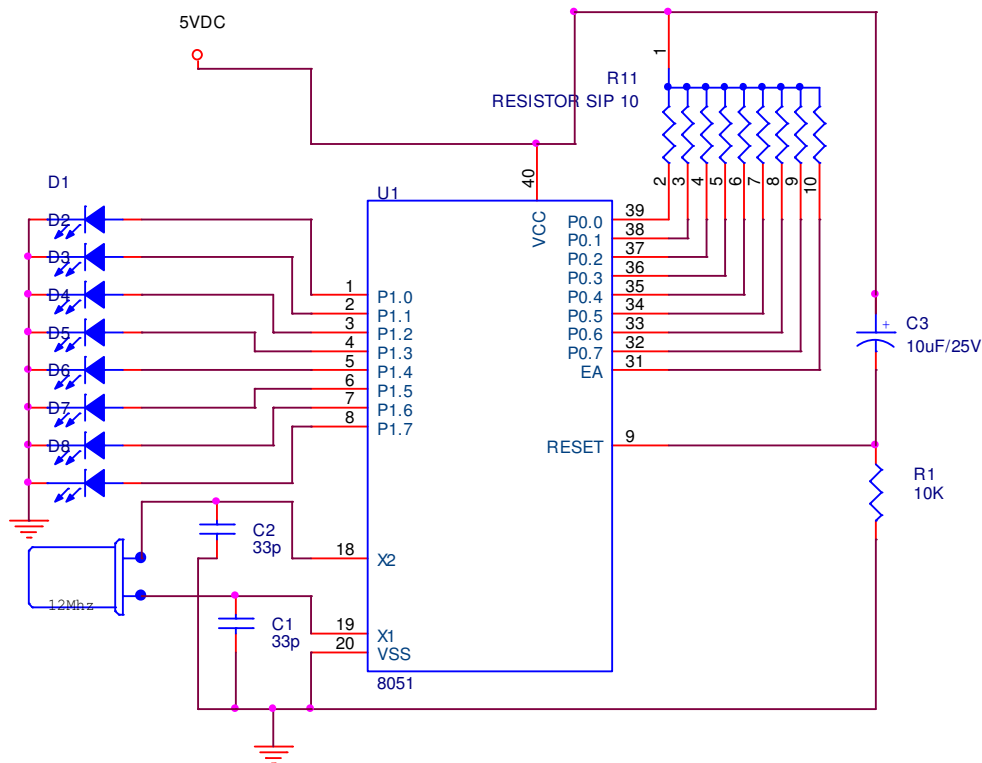 5VDC
1
R11
RESISTOR SIP 10
2 3 4 5 6 7 8 9 10
D1
D2
D3
D4
D5
D6
D7
D8
U1
40
VCC
1 P1.0
2 P1.1
3 P1.2
4 P1.3
5 P1.4
6 P1.5
7 P1.6
8 P1.7
18 X2
19 X1
20 VSS
P0.0 39
P0.1 38
P0.2 37
P0.3 36
P0.4 35
P0.5 34
P0.6 33
P0.7 32
EA 31
RESET 9
8051
+
C3
10uF/25V
R1
10K
C2
33p
C1
33p
12Mhz